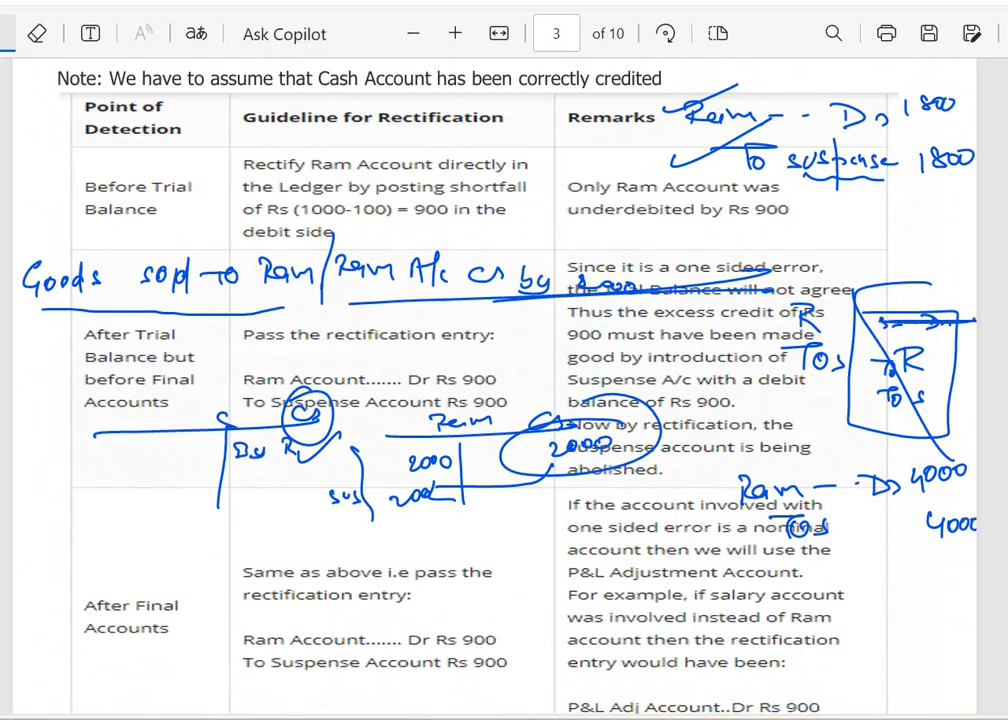 Ask Copilot
3
of 10
Note: We have to assume that Cash Account has been correctly credited
Point of Detection
Guideline for Rectification
Remarks
Ram - - Dr 1800
To suspense 1800
Before Trial Balance
Rectify Ram Account directly in
the Ledger by posting shortfall
of Rs (1000-100) = 900 in the
debit side
Only Ram Account was
underdebited by Rs 900
Goods sold to Ram / Ram A/c Cr by
After Trial
Balance but
before Final
Accounts
Pass the rectification entry:
Ram Account....... Dr Rs 900
To Suspense Account Rs 900
Since it is a one sided error,
the Trial Balance will not agree
Thus the excess credit of Rs
900 must have been made
good by introduction of
Suspense A/c with a debit
balance of Rs 900.
Now by rectification, the
suspense account is being
abolished.
R
To s
R
To s
Cr
Ram
2000
2000
sus
Ram - - Dr 4000
To s 4000
After Final
Accounts
Same as above i.e pass the
rectification entry:
Ram Account....... Dr Rs 900
To Suspense Account Rs 900
If the account involved with
one sided error is a nominal
account then we will use the
P&L Adjustment Account.
For example, if salary account
was involved instead of Ram
account then the rectification
entry would have been:
P&L Adj Account..Dr Rs 900